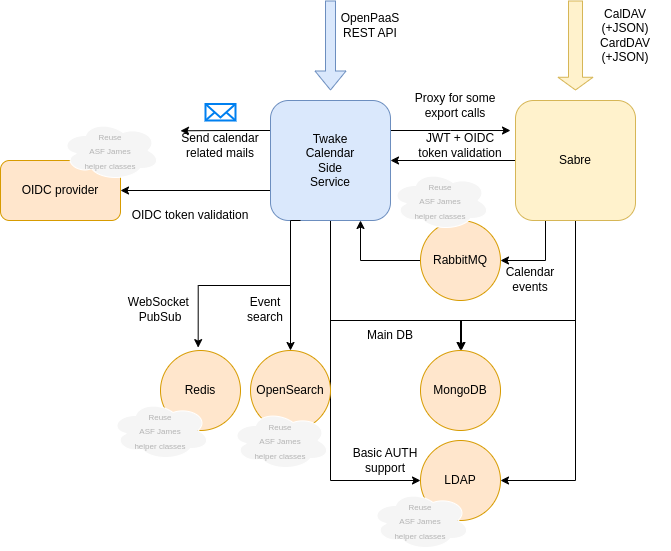 OpenPaaS
REST API
CalDAV
(+JSON)
CardDAV
(+JSON)
Proxy for some
export calls
Send calendar
related mails
Twake
Calendar
Side
Service
JWT + OIDC
token validation
Sabre
Reuse
ASF James
helper classes
OIDC provider
OIDC token validation
Reuse
ASF James
helper classes
RabbitMQ
Calendar
events
WebSocket
PubSub
Event
search
Main DB
Redis
OpenSearch
MongoDB
Reuse
ASF James
helper classes
Reuse
ASF James
helper classes
Basic AUTH
support
LDAP
Reuse
ASF James
helper classes